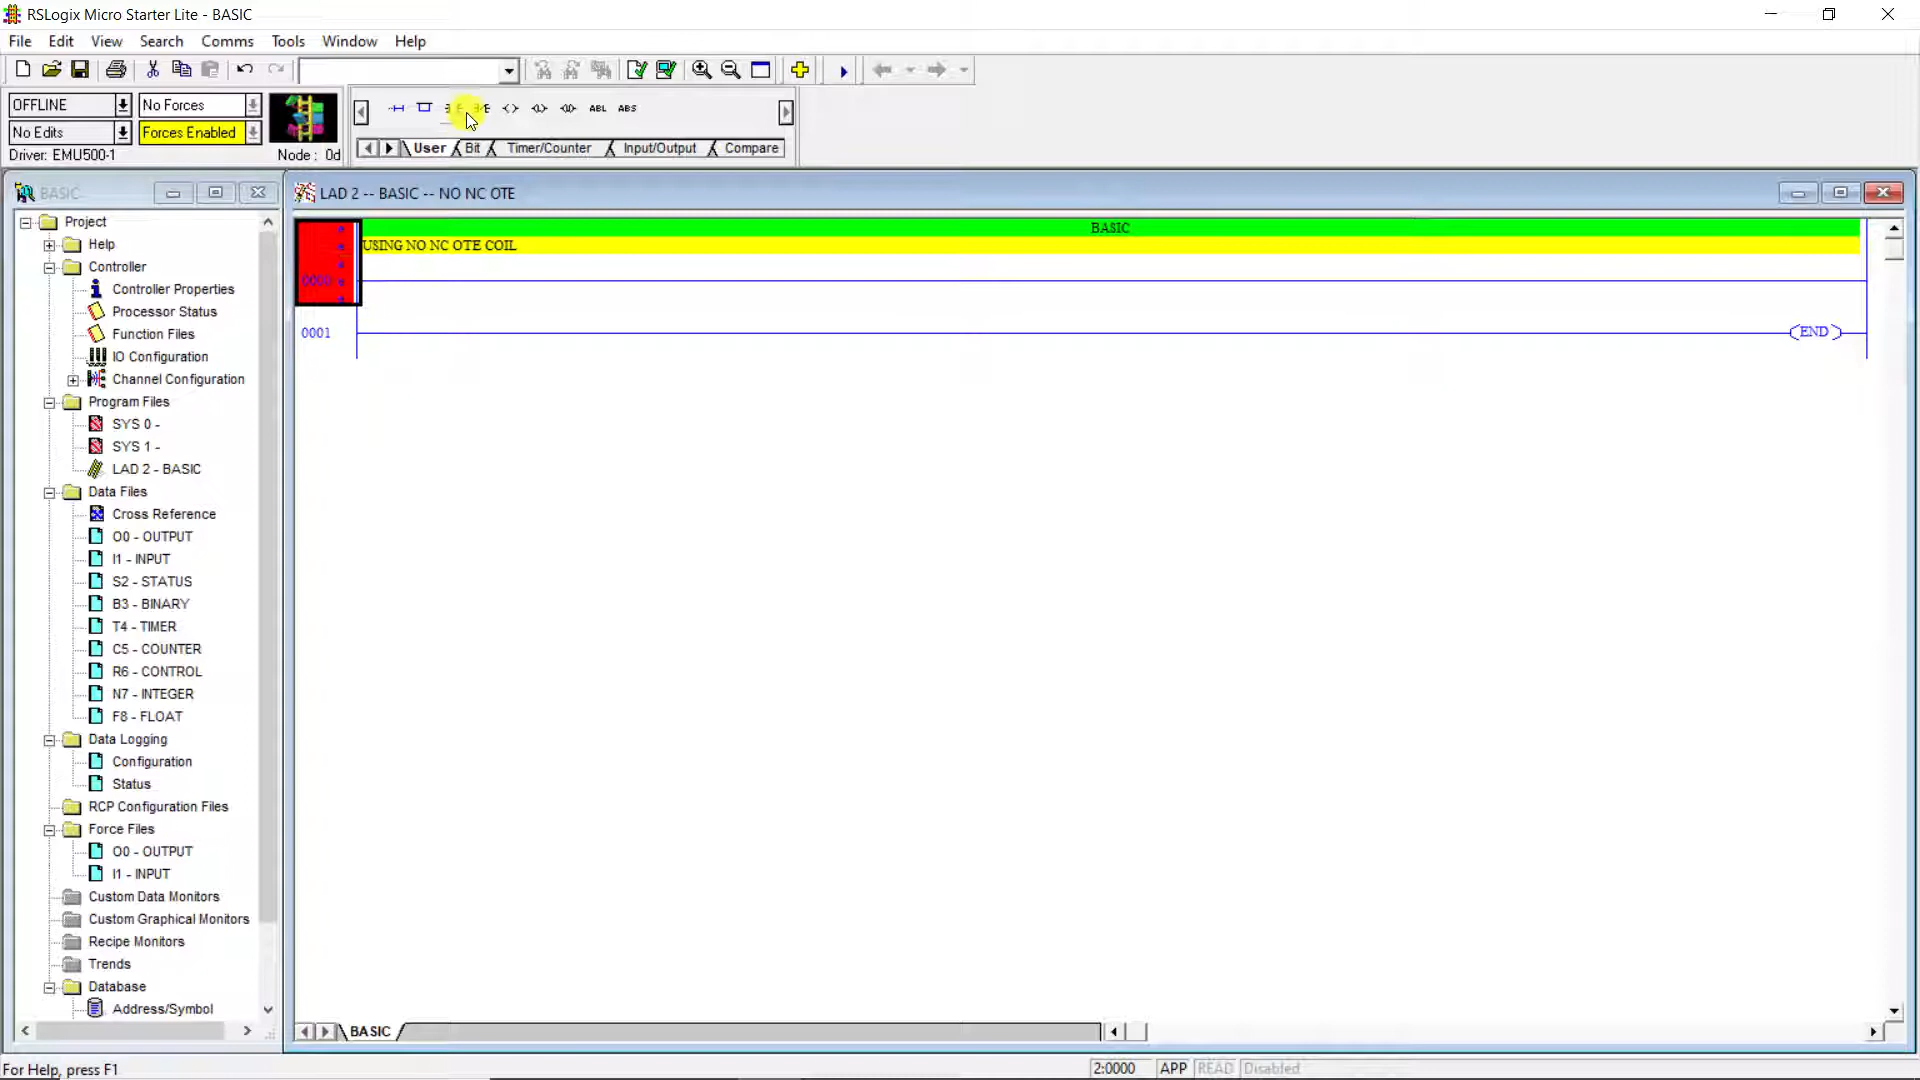 RSLogix Micro Starter Lite - BASIC
File Edit View Search Comms Tools Window Help
OFFLINE No Forces
No Edits Forces Enabled
Driver: EMU500-1 Node : 0d
ABL ABS
User Bit Timer/Counter Input/Output Compare
BASIC
Project
Help
Controller
Controller Properties
Processor Status
Function Files
IO Configuration
Channel Configuration
Program Files
SYS 0 -
SYS 1 -
LAD 2 - BASIC
Data Files
Cross Reference
O0 - OUTPUT
I1 - INPUT
S2 - STATUS
B3 - BINARY
T4 - TIMER
C5 - COUNTER
R6 - CONTROL
N7 - INTEGER
F8 - FLOAT
Data Logging
Configuration
Status
RCP Configuration Files
Force Files
O0 - OUTPUT
I1 - INPUT
Custom Data Monitors
Custom Graphical Monitors
Recipe Monitors
Trends
Database
Address/Symbol
LAD 2 -- BASIC -- NO NC OTE
BASIC
USING NO NC OTE COIL
0000
0001
END
BASIC
For Help, press F1
2:0000 APP READ Disabled